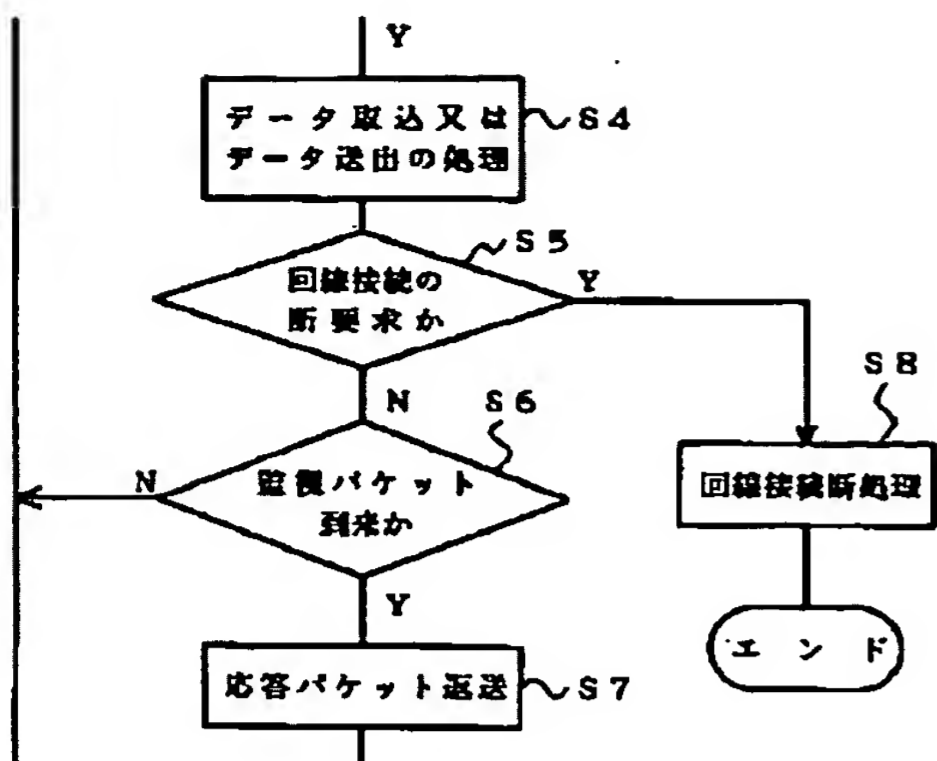 Y
データ取込又は
データ送出の処理
S4
S5
回線接続の
断要求か
Y
N
S6
S8
監視パケット
到来か
N
回線接続断処理
Y
エンド
応答パケット返送
S7